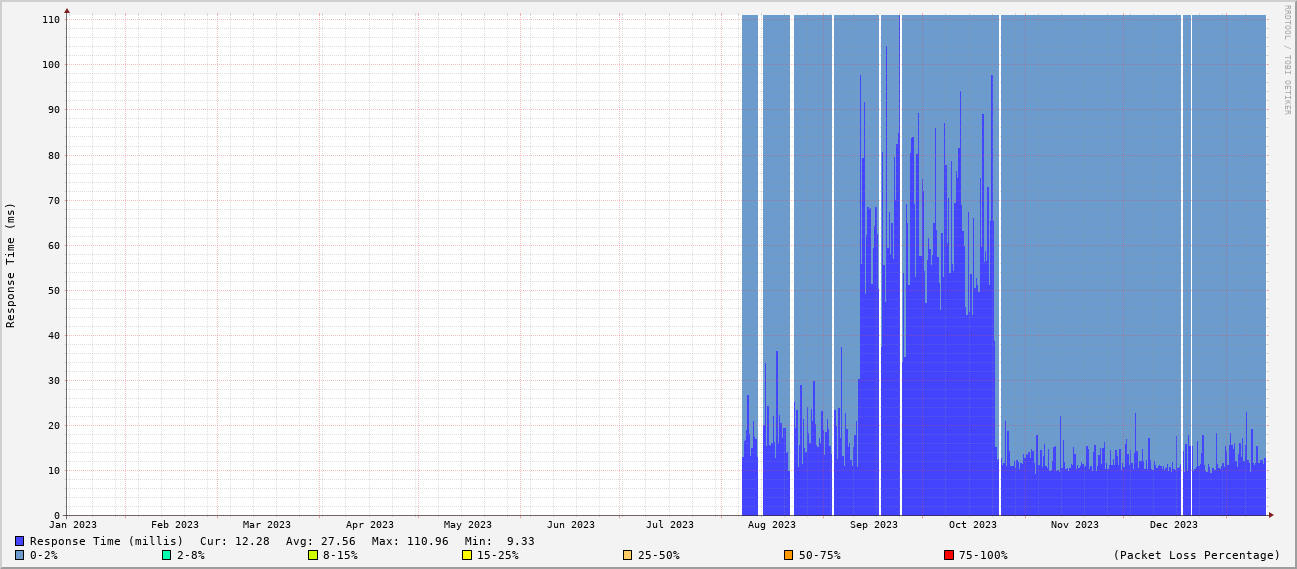 RRDTOOL / TOBI OETIKER
Response Time (ms)
110
100
90
80
70
60
50
40
30
20
10
0
Jan 2023 Feb 2023 Mar 2023 Apr 2023 May 2023 Jun 2023 Jul 2023 Aug 2023 Sep 2023 Oct 2023 Nov 2023 Dec 2023
Response Time (millis) Cur: 12.28 Avg: 27.56 Max: 110.96 Min: 9.33
0-2% 2-8% 8-15% 15-25% 25-50% 50-75% 75-100% (Packet Loss Percentage)